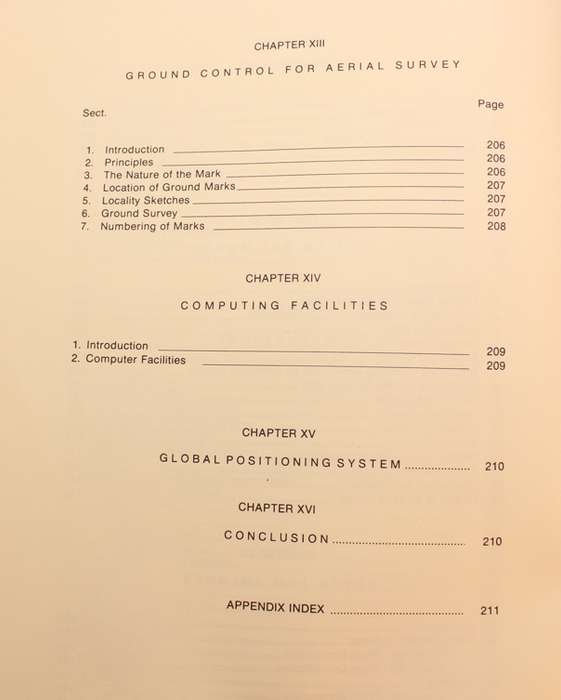 CHAPTER XIII
GROUND CONTROL FOR AERIAL SURVEY
Sect. Page
1. Introduction 206
2. Principles 206
3. The Nature of the Mark 206
4. Location of Ground Marks 207
5. Locality Sketches 207
6. Ground Survey 207
7. Numbering of Marks 208
CHAPTER XIV
COMPUTING FACILITIES
1. Introduction 209
2. Computer Facilities 209
CHAPTER XV
GLOBAL POSITIONING SYSTEM .................... 210
CHAPTER XVI
CONCLUSION ........................................ 210
APPENDIX INDEX ........................................ 211